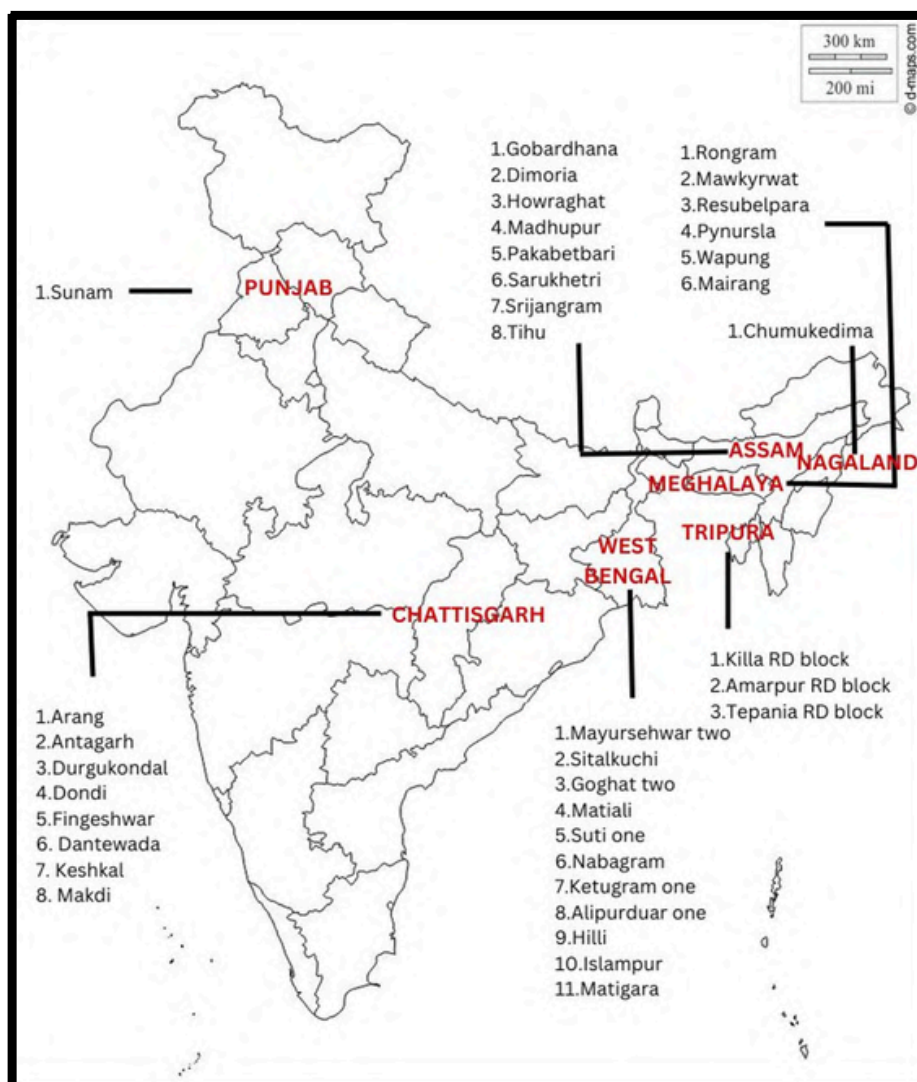 300 km
200 mi
© d-maps.com
1.Gobardhana
2.Dimoria
3.Howraghat
4.Madhupur
5.Pakabetbari
6.Sarukhetri
7.Srijangram
8.Tihu
1.Rongram
2.Mawkyrwat
3.Resubelpara
4.Pynursla
5.Wapung
6.Mairang
1.Sunam
PUNJAB
1.Chumukedima
ASSAM
NAGALAND
MEGHALAYA
TRIPURA
WEST
BENGAL
CHATTISGARH
1.Killa RD block
2.Amarpur RD block
3.Tepania RD block
1.Arang
2.Antagarh
3.Durgukondal
4.Dondi
5.Fingeshwar
6. Dantewada
7. Keshkal
8. Makdi
1.Mayursehwar two
2.Sitalkuchi
3.Goghat two
4.Matiali
5.Suti one
6.Nabagram
7.Ketugram one
8.Alipurduar one
9.Hilli
10.Islampur
11.Matigara